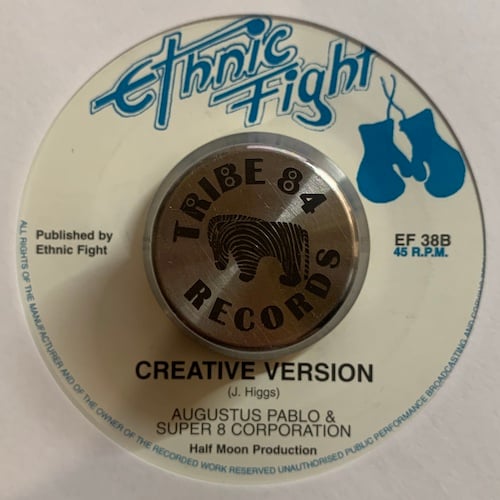 Ethnic
Fight
TRIBE 84
RECORDS
Published by
Ethnic Fight
EF 38B
45 R.P.M.
CREATIVE VERSION
(J. Higgs)
AUGUSTUS PABLO &
SUPER 8 CORPORATION
Half Moon Production
ALL RIGHTS OF THE MANUFACTURER AND OF THE OWNER OF THE RECORDED WORK RESERVED UNAUTHORISED PUBLIC PERFORMANCE BROADCASTING AND